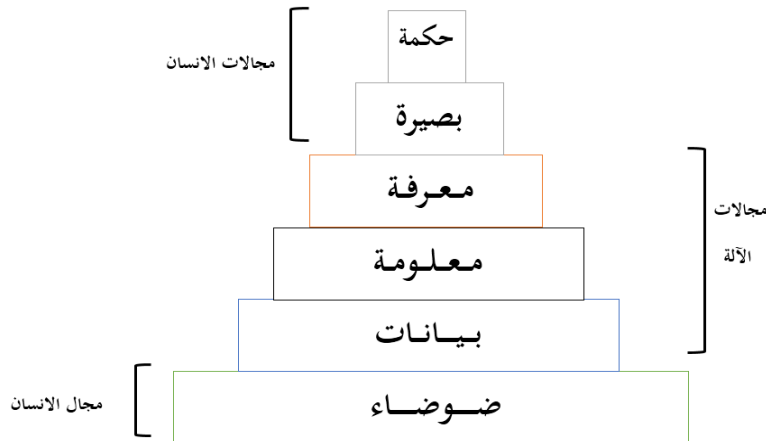 حكمة
مجالات الانسان
بصيرة
معرفة
مجالات
الآلة
معلومة
بيانات
ضوضاء
مجال الانسان